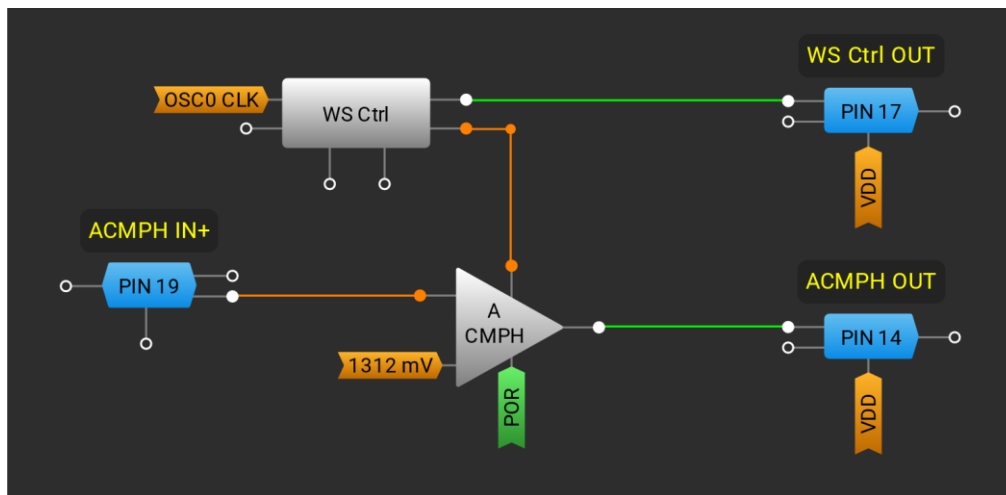 WS Ctrl OUT
OSC0 CLK
WS Ctrl
PIN 17
VDD
ACMPH IN+
PIN 19
A
CMPH
1312 mV
POR
ACMPH OUT
PIN 14
VDD